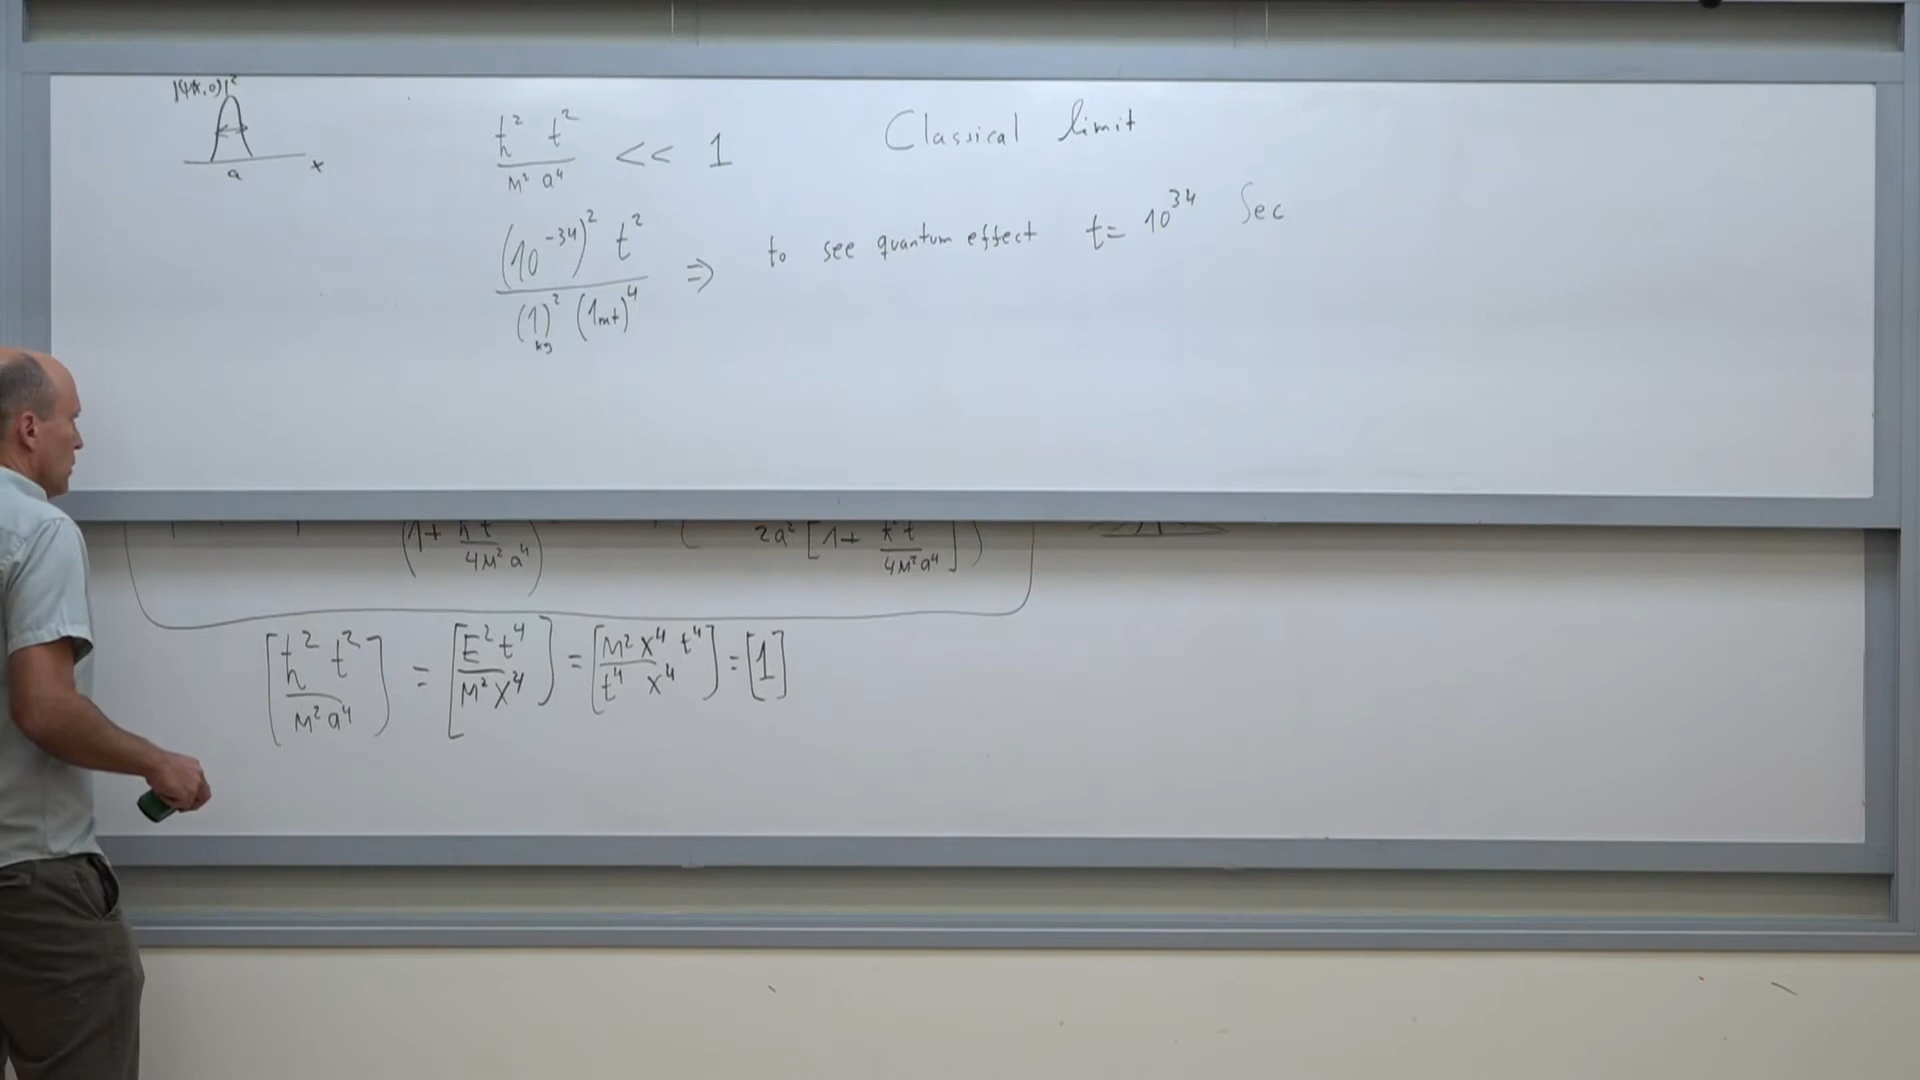 |ψ(x,0)|²
a
x
ħ² t² / M² a⁴ << 1
Classical limit
(10⁻³⁴)² t² / (1)² (1mt)⁴ ⇒ to see quantum effect t = 10³⁴ Sec
kg
(1 + ħ²t² / 4M²a⁴)
2a² [1 + ħ²t² / 4M²a⁴]
[ħ² t² / M² a⁴] = [E² t⁴ / M² x⁴] = [M² x⁴ t⁴ / t⁴ x⁴] = [1]